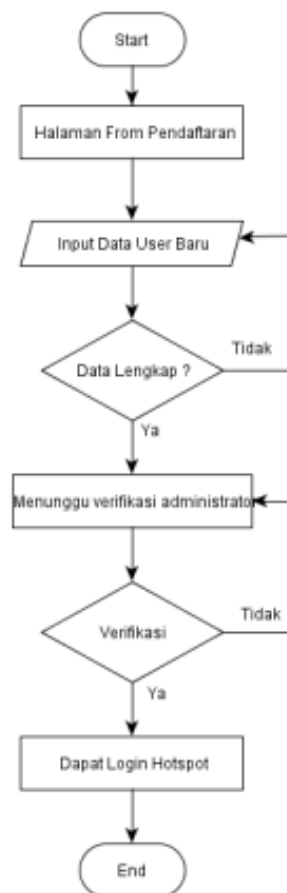 Start
Halaman From Pendaftaran
Input Data User Baru
Data Lengkap ?
Tidak
Ya
Menunggu verifikasi administrator
Verifikasi
Tidak
Ya
Dapat Login Hotspot
End